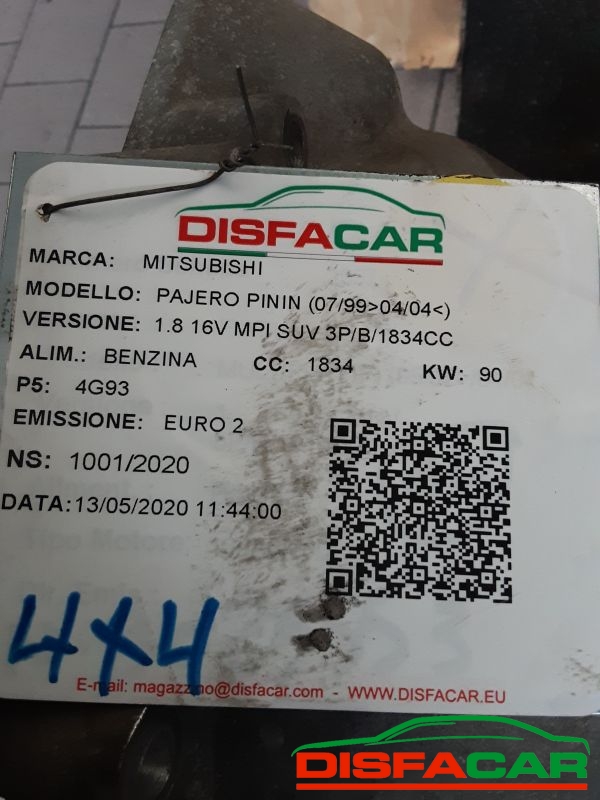 DISFACAR
MARCA: MITSUBISHI
MODELLO: PAJERO PININ (07/99>04/04<)
VERSIONE: 1.8 16V MPI SUV 3P/B/1834CC
ALIM.: BENZINA CC: 1834 KW: 90
P5: 4G93
EMISSIONE: EURO 2
NS: 1001/2020
DATA:13/05/2020 11:44:00
4X4
E-mail: magazzino@disfacar.com - WWW.DISFACAR.EU
DISFACAR